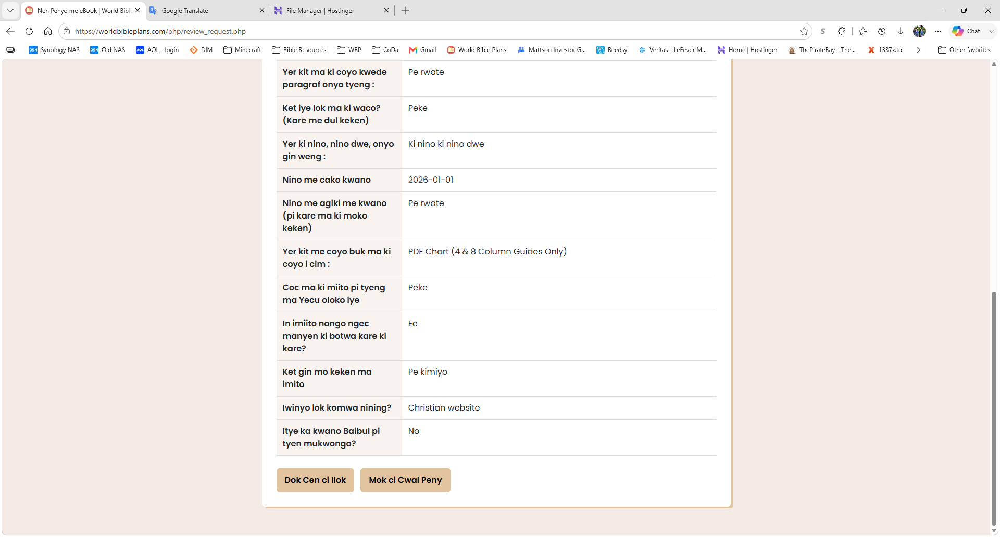 Nen Penyo me eBook | World Bible
Google Translate
File Manager | Hostinger
https://worldbibleplans.com/php/review_request.php
Chat
Synology NAS
Old NAS
AOL - login
DIM
Minecraft
Bible Resources
WBP
CoDa
Gmail
World Bible Plans
Mattson Investor G...
Reedsy
Veritas - LeFever M...
Home | Hostinger
ThePirateBay - The...
1337x.to
Other favorites
Yer kit ma ki coyo kwede
paragraf onyo tyeng :
Pe rwate
Ket iye lok ma ki waco?
(Kare me dul keken)
Peke
Yer ki nino, nino dwe, onyo
gin weng :
Ki nino ki nino dwe
Nino me cako kwano
2026-01-01
Nino me agiki me kwano
(pi kare ma ki moko
keken)
Pe rwate
Yer kit me coyo buk ma ki
coyo i cim :
PDF Chart (4 & 8 Column Guides Only)
Coc ma ki miito pi tyeng
ma Yecu oloko iye
Peke
In imiito nongo ngec
manyen ki botwa kare ki
kare?
Ee
Ket gin mo keken ma
imito
Pe kimiyo
Iwinyo lok komwa nining?
Christian website
Itye ka kwano Baibul pi
tyen mukwongo?
No
Dok Cen ci Ilok
Mok ci Cwal Peny